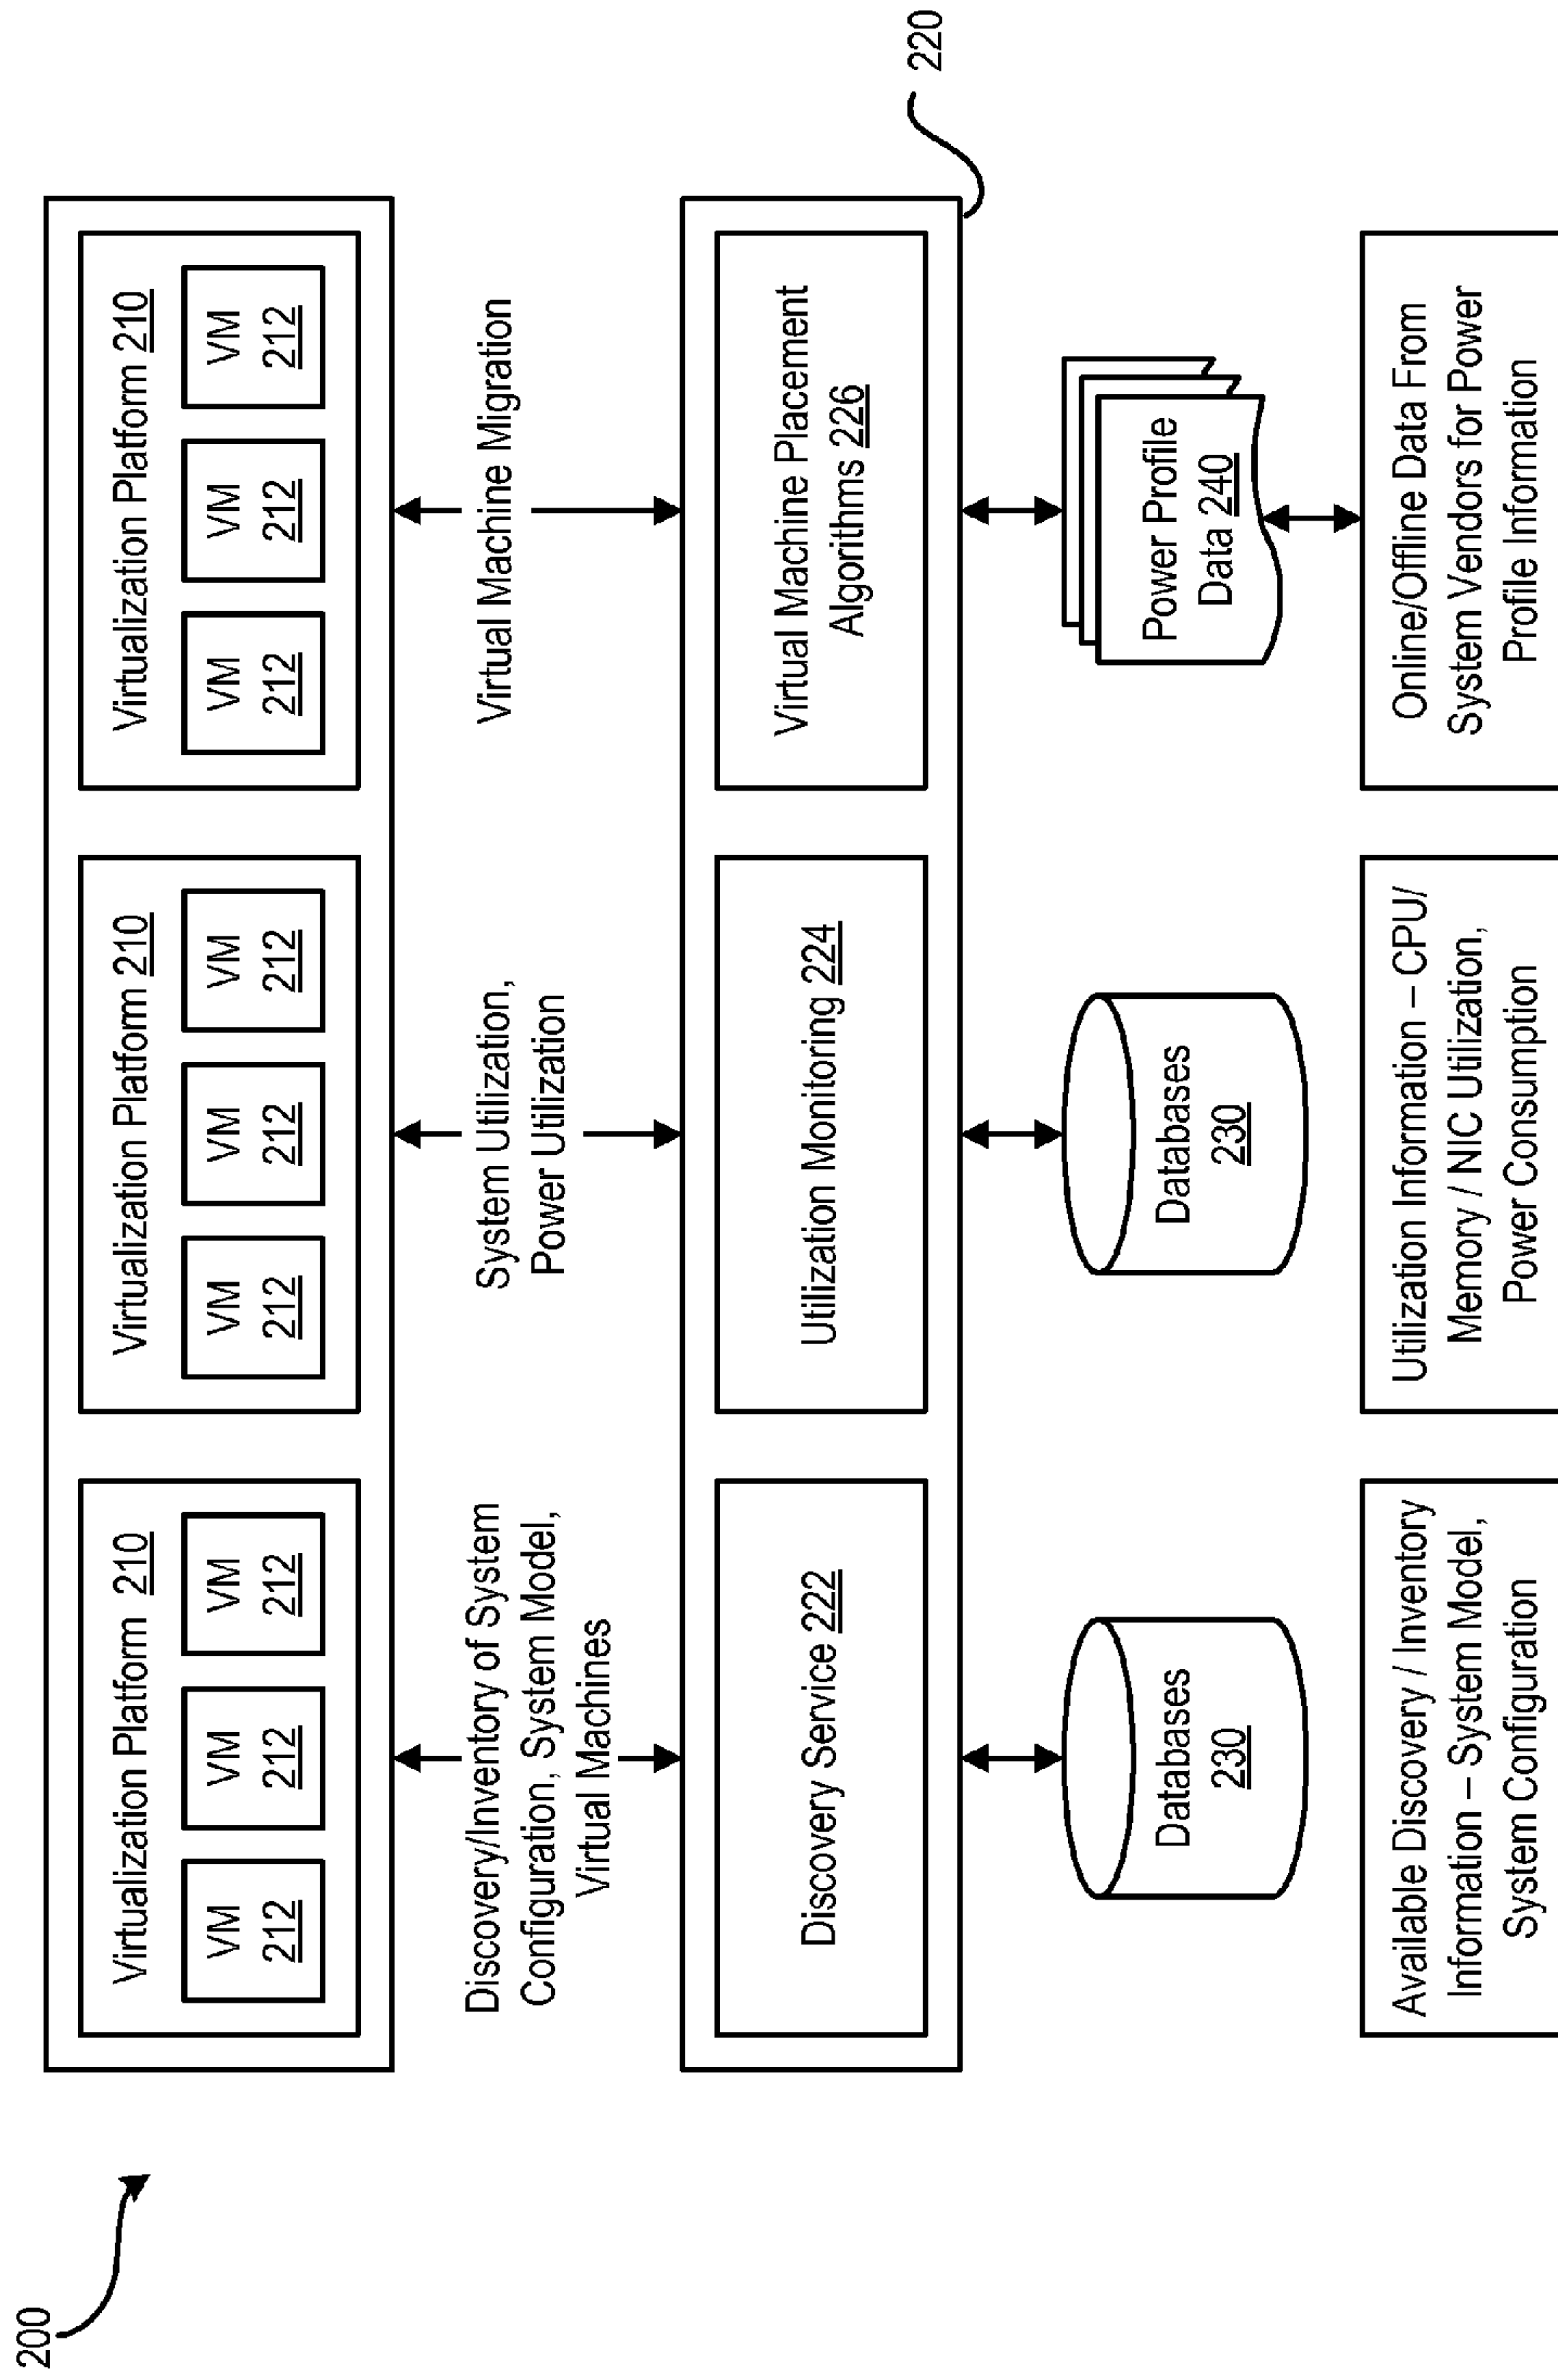 200
Virtualization Platform 210
VM
212
VM
212
VM
212
Virtualization Platform 210
VM
212
VM
212
VM
212
Virtualization Platform 210
VM
212
VM
212
VM
212
Discovery/Inventory of System
Configuration, System Model,
Virtual Machines
System Utilization,
Power Utilization
Virtual Machine Migration
Discovery Service 222
Utilization Monitoring 224
Virtual Machine Placement
Algorithms 226
220
Databases
230
Databases
230
Power Profile
Data 240
Available Discovery / Inventory
Information – System Model,
System Configuration
Utilization Information – CPU/
Memory / NIC Utilization,
Power Consumption
Online/Offline Data From
System Vendors for Power
Profile Information